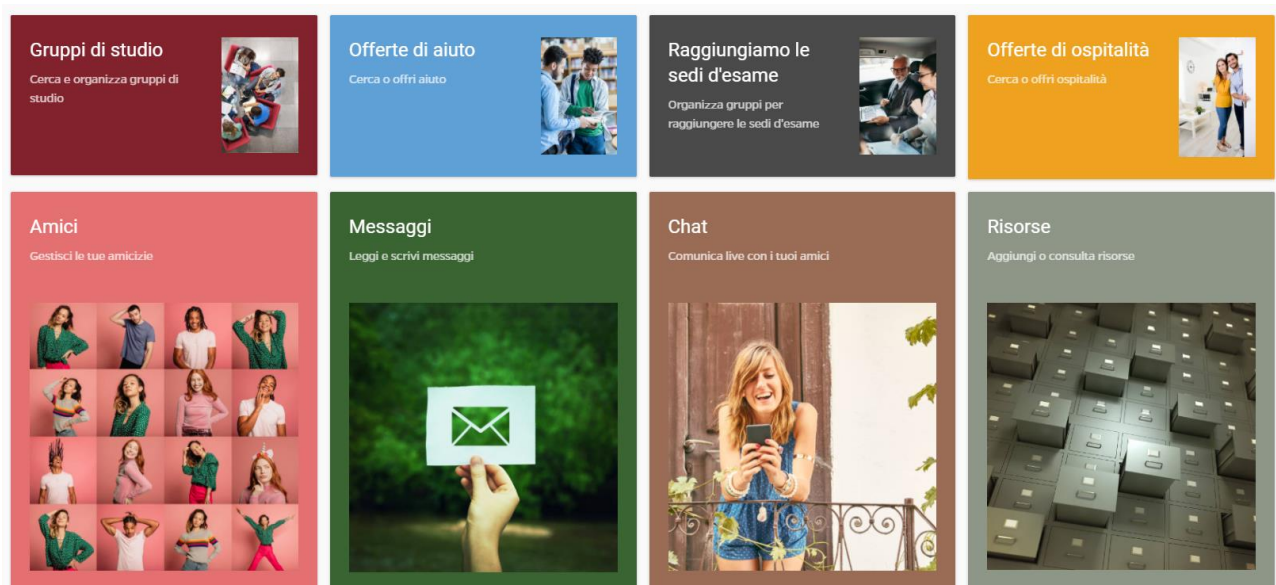 Gruppi di studio
Cerca e organizza gruppi di
studio
Offerte di aiuto
Cerca o offri aiuto
Raggiungiamo le
sedi d'esame
Organizza gruppi per
raggiungere le sedi d'esame
Offerte di ospitalità
Cerca o offri ospitalità
Amici
Gestisci le tue amicizie
Messaggi
Leggi e scrivi messaggi
Chat
Comunica live con i tuoi amici
Risorse
Aggiungi o consulta risorse